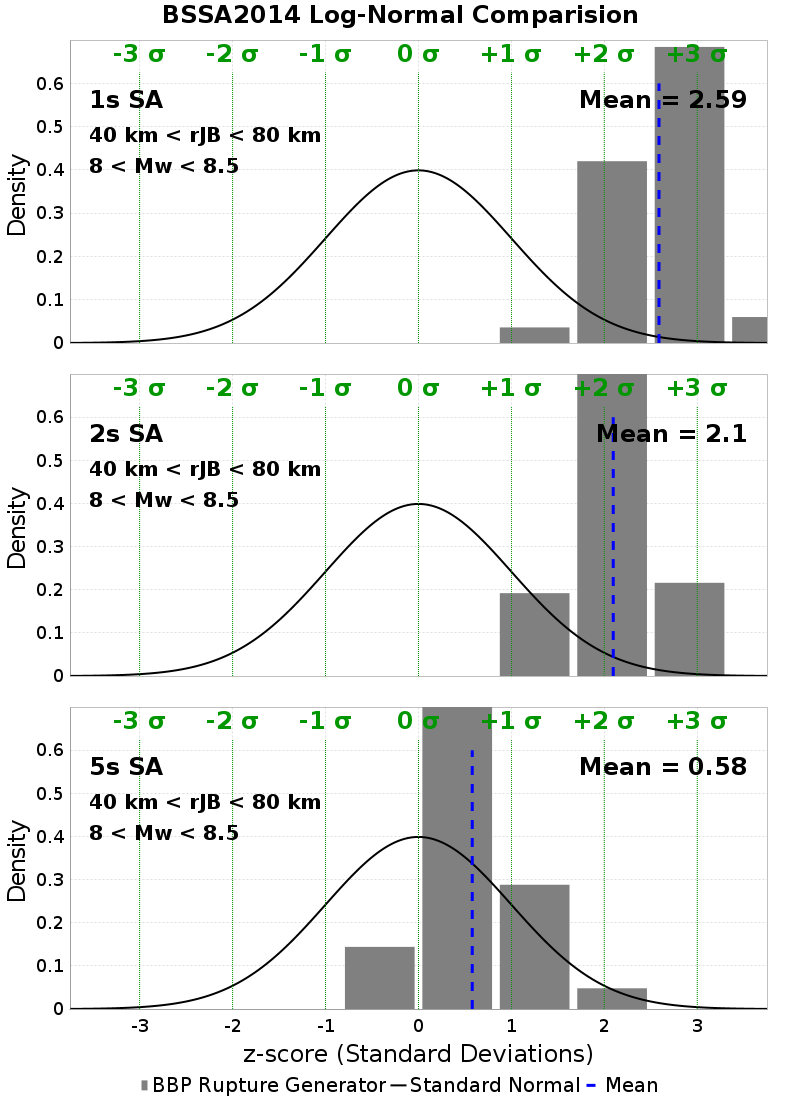 BSSA2014 Log-Normal Comparision
-3 σ -2 σ -1 σ 0 σ +1 σ +2 σ +3 σ
1s SA
Mean = 2.59
40 km < rJB < 80 km
8 < Mw < 8.5
Density
0.6
0.5
0.4
0.3
0.2
0.1
0
-3 σ -2 σ -1 σ 0 σ +1 σ +2 σ +3 σ
2s SA
Mean = 2.1
40 km < rJB < 80 km
8 < Mw < 8.5
Density
0.6
0.5
0.4
0.3
0.2
0.1
0
-3 σ -2 σ -1 σ 0 σ +1 σ +2 σ +3 σ
5s SA
Mean = 0.58
40 km < rJB < 80 km
8 < Mw < 8.5
Density
0.6
0.5
0.4
0.3
0.2
0.1
0
-3 -2 -1 0 1 2 3
z-score (Standard Deviations)
BBP Rupture Generator Standard Normal Mean